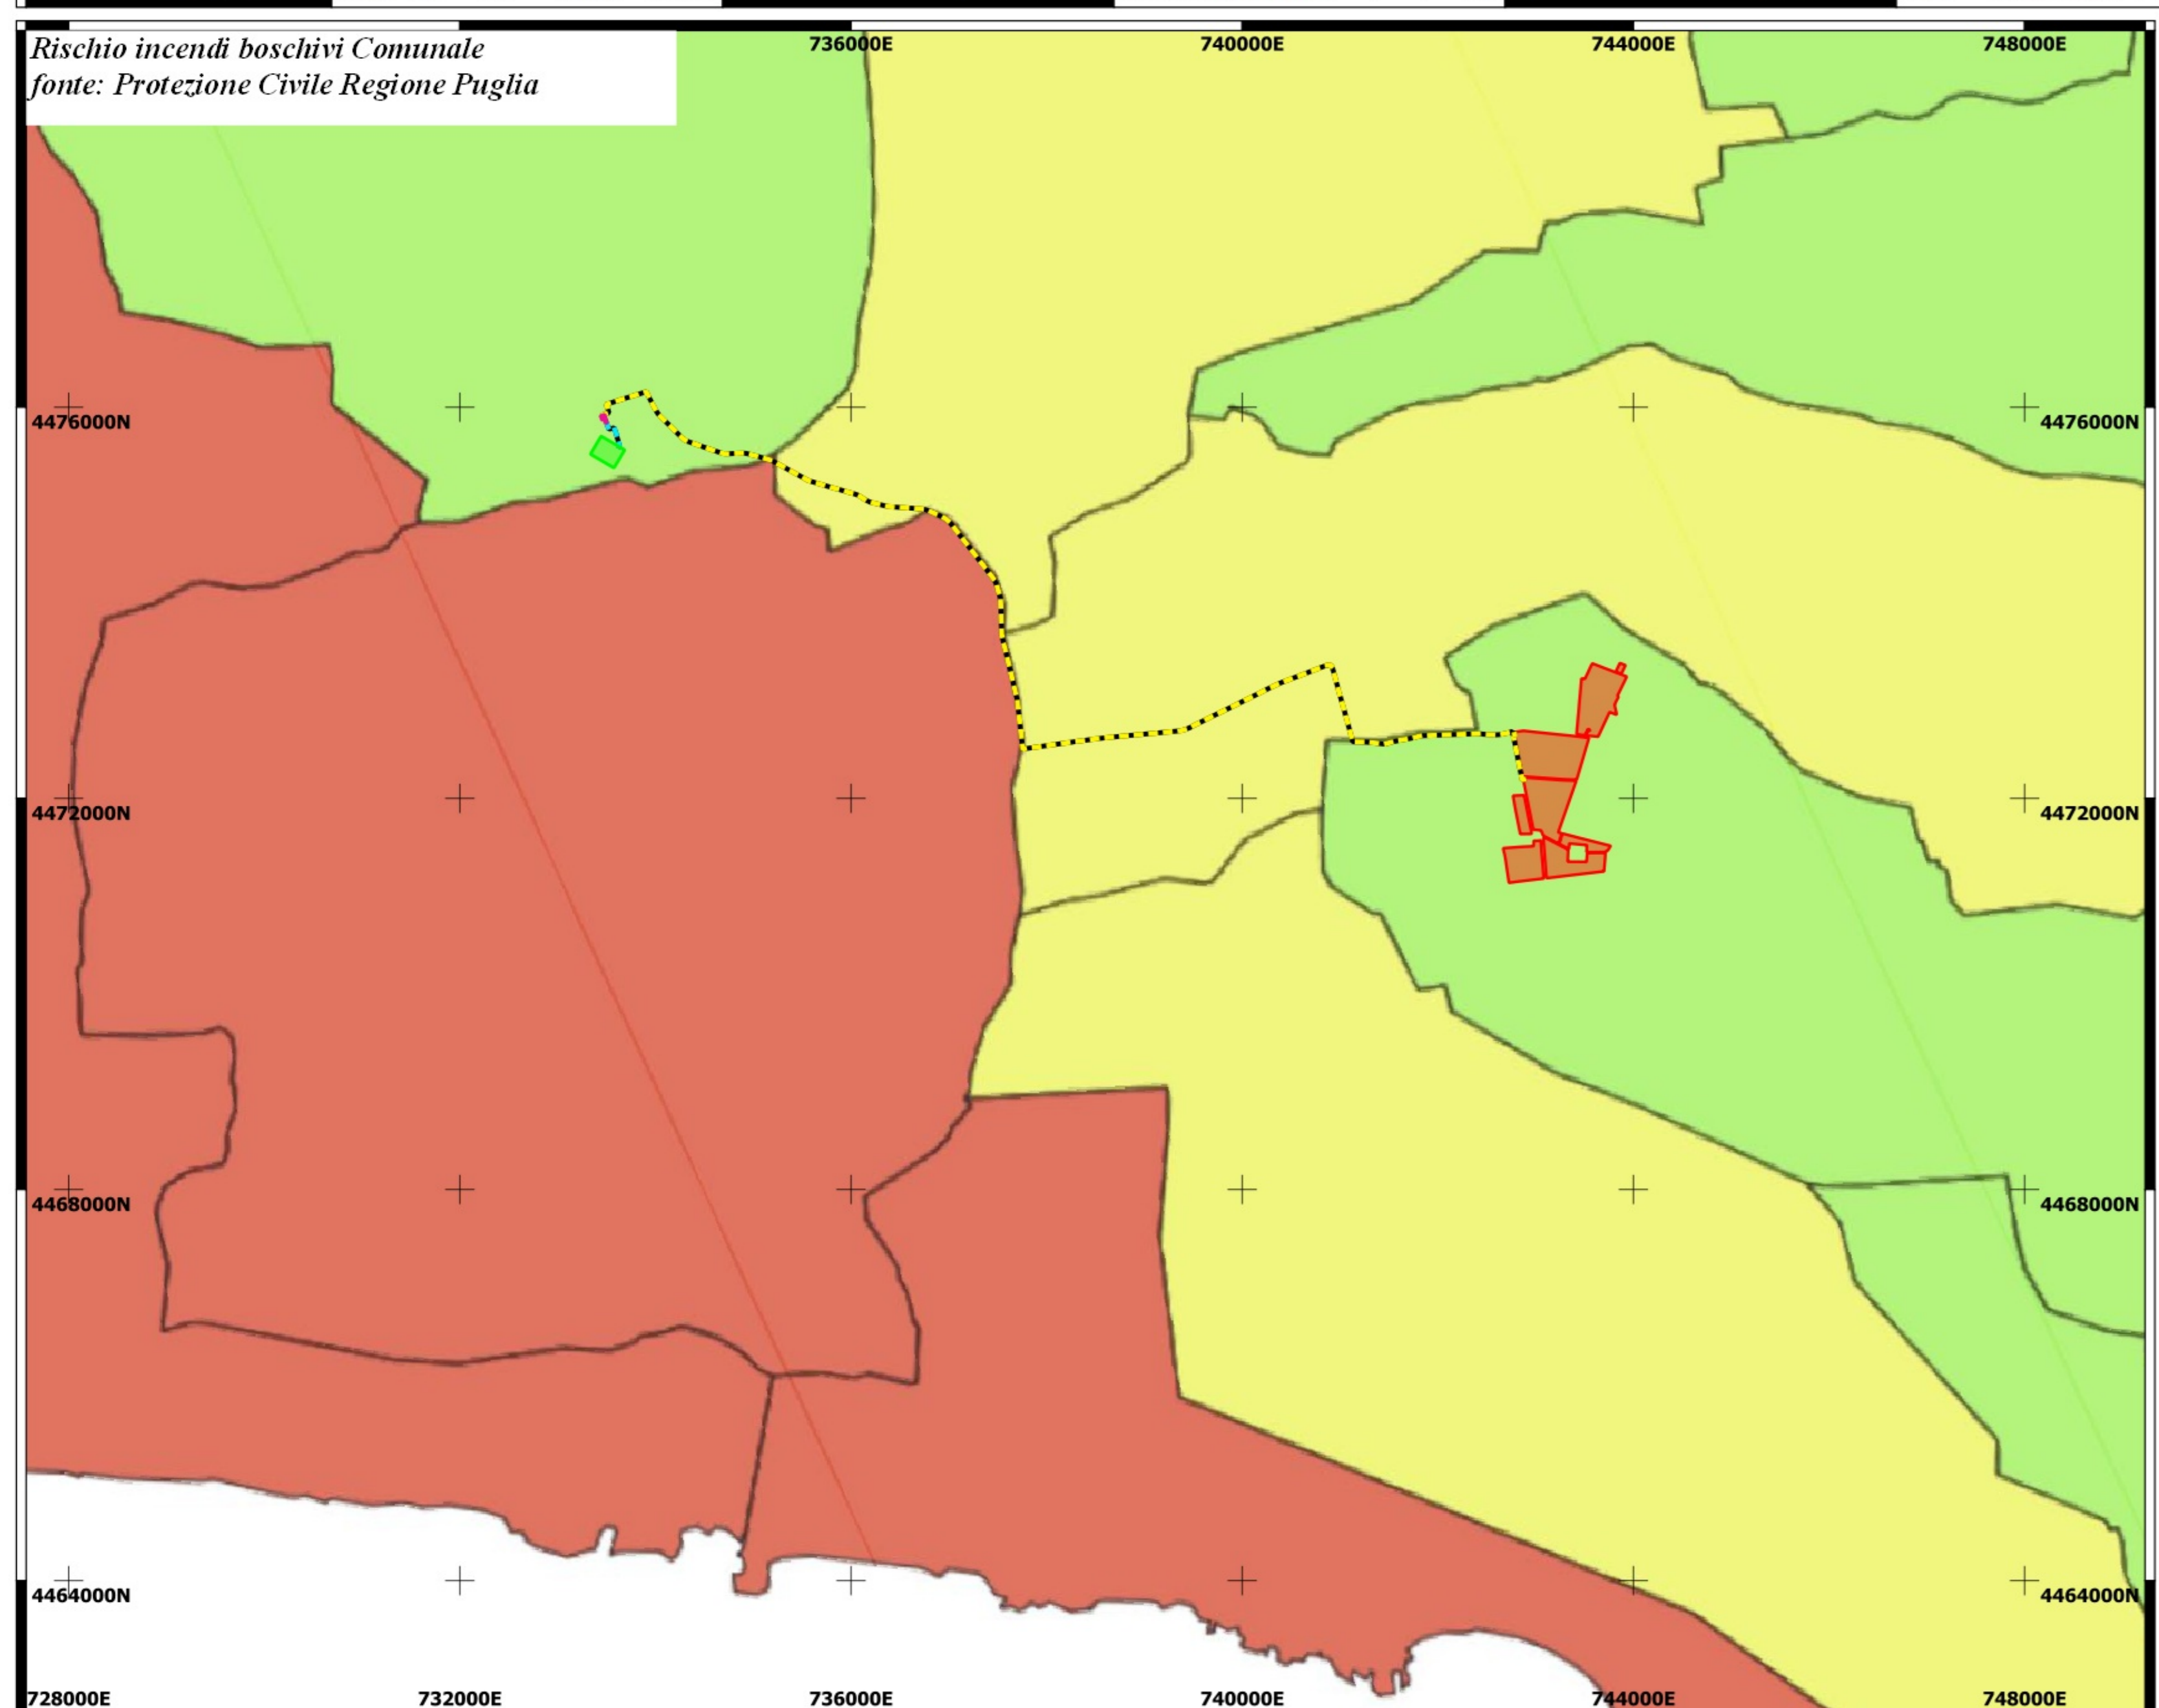 Rischio incendi boschivi Comunale
fonte: Protezione Civile Regione Puglia
736000E 740000E 744000E 748000E
4476000N 4476000N
4472000N 4472000N
4468000N 4468000N
4464000N 4464000N
728000E 732000E 736000E 740000E 744000E 748000E